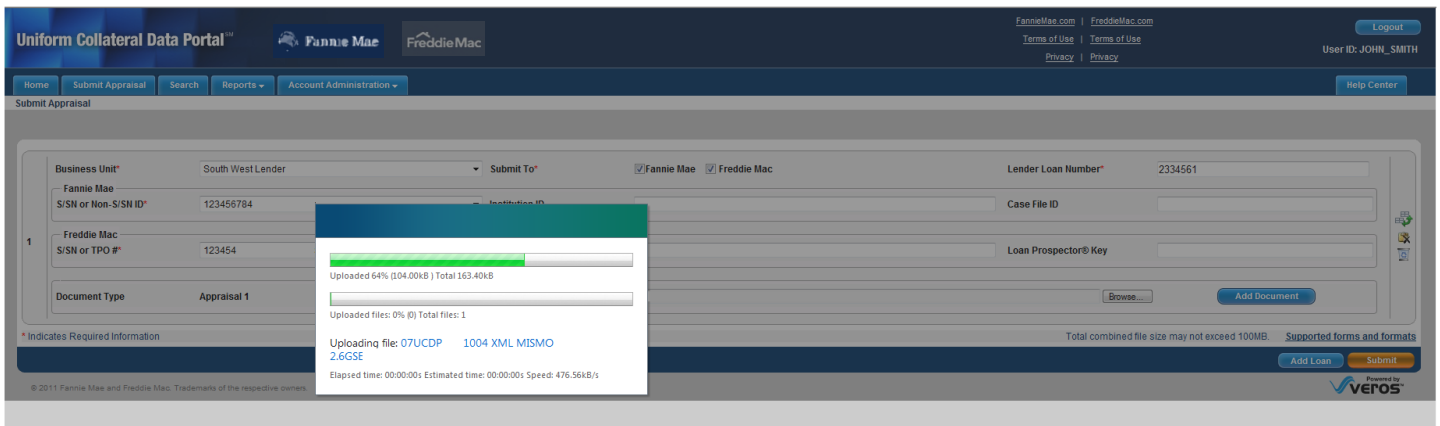 FannieMae.com | FreddieMac.com
Logout
Uniform Collateral Data Portal℠ Fannie Mae Freddie Mac
Terms of Use | Terms of Use
User ID: JOHN_SMITH
Privacy | Privacy
Home Submit Appraisal Search Reports Account Administration Help Center
Submit Appraisal
Business Unit* South West Lender Submit To* Fannie Mae Freddie Mac Lender Loan Number* 2334561
Fannie Mae
S/SN or Non-S/SN ID* 123456784 Institution ID Case File ID
Freddie Mac
1 S/SN or TPO #* 123454 Loan Prospector® Key
Uploaded 64% (104.00kB ) Total 163.40kB
Document Type Appraisal 1 Browse... Add Document
Uploaded files: 0% (0) Total files: 1
* Indicates Required Information Total combined file size may not exceed 100MB. Supported forms and formats
Uploading file: 07UCDP 1004 XML MISMO
2.6GSE
Add Loan Submit
Elapsed time: 00:00:00s Estimated time: 00:00:00s Speed: 476.56kB/s
© 2011 Fannie Mae and Freddie Mac. Trademarks of the respective owners.
Powered by
veros